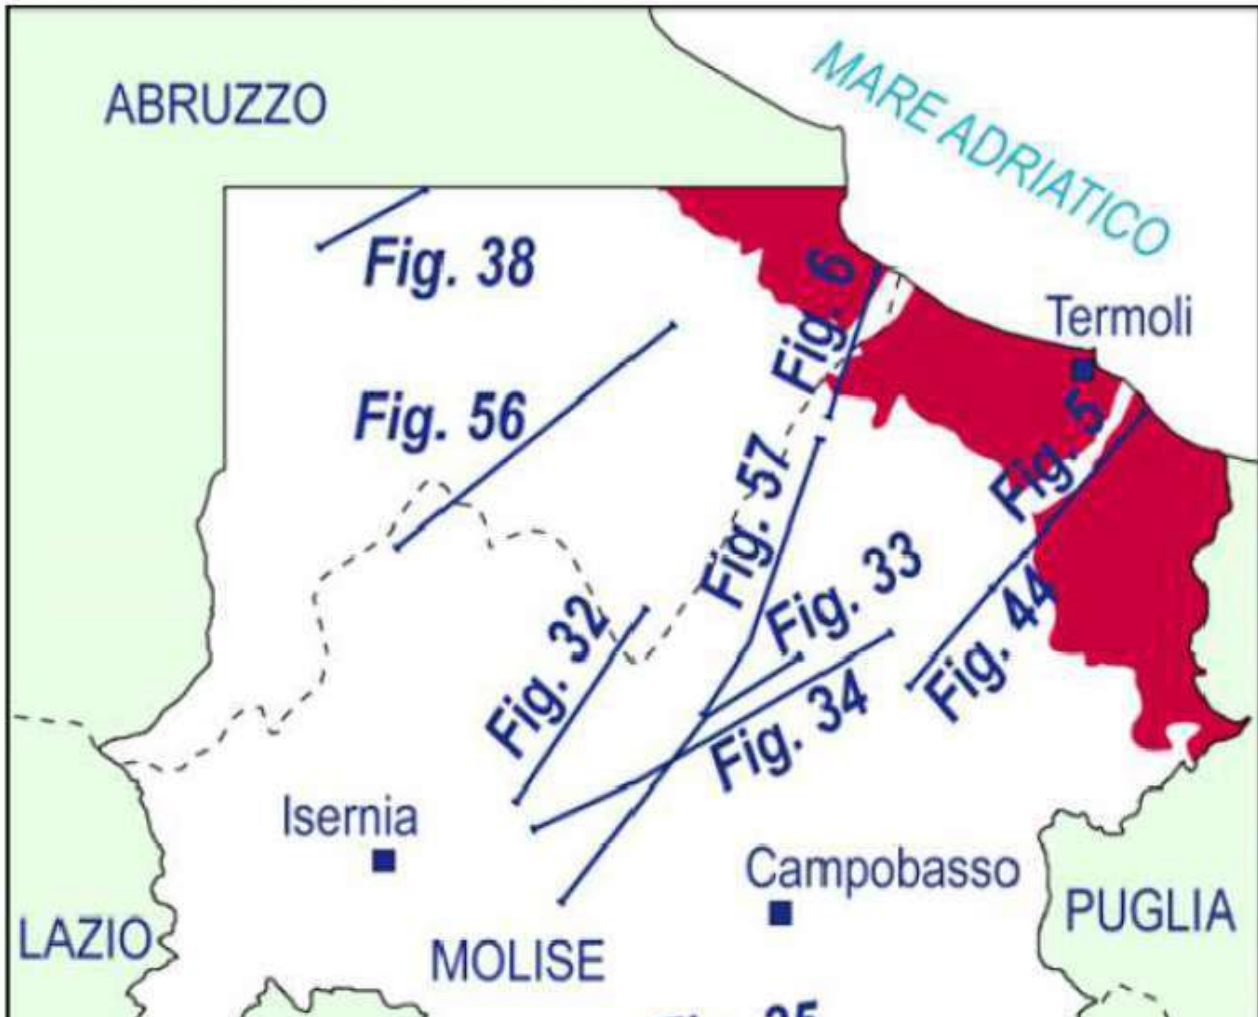 ABRUZZO
MARE ADRIATICO
Fig. 38
Fig. 6
Termoli
Fig. 56
Fig. 5
Fig. 57
Fig. 33
Fig. 32
Fig. 44
Fig. 34
Isernia
Campobasso
LAZIO
MOLISE
PUGLIA